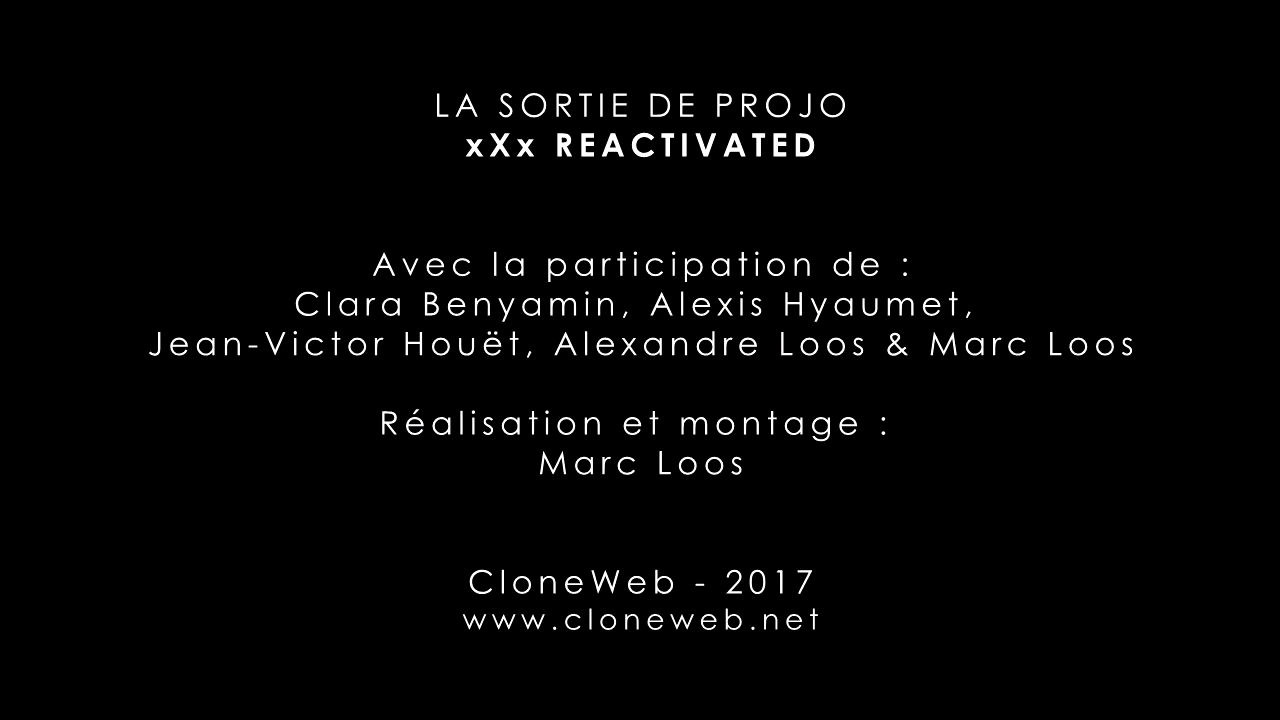 LA SORTIE DE PROJO
xXx REACTIVATED
Avec la participation de :
Clara Benyamin, Alexis Hyaumet,
Jean-Victor Houët, Alexandre Loos & Marc Loos
Réalisation et montage :
Marc Loos
CloneWeb - 2017
www.cloneweb.net